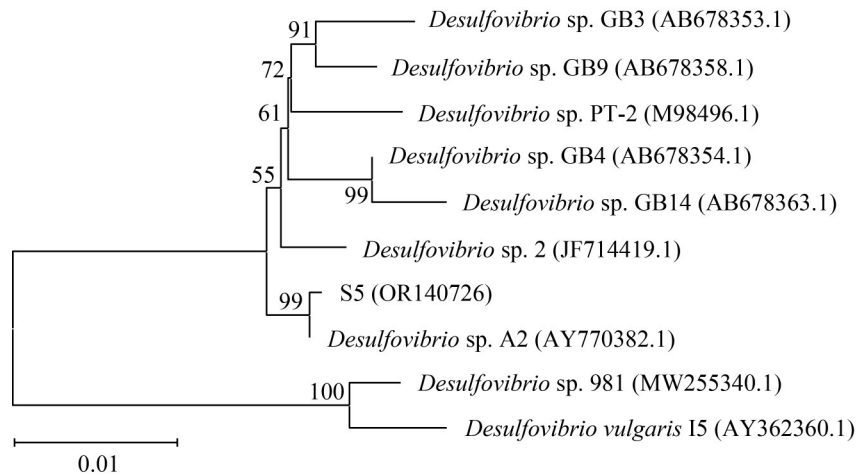 91
Desulfovibrio sp. GB3 (AB678353.1)
Desulfovibrio sp. GB9 (AB678358.1)
72
Desulfovibrio sp. PT-2 (M98496.1)
61
Desulfovibrio sp. GB4 (AB678354.1)
55
99
Desulfovibrio sp. GB14 (AB678363.1)
Desulfovibrio sp. 2 (JF714419.1)
99
S5 (OR140726)
Desulfovibrio sp. A2 (AY770382.1)
100
Desulfovibrio sp. 981 (MW255340.1)
Desulfovibrio vulgaris I5 (AY362360.1)
0.01